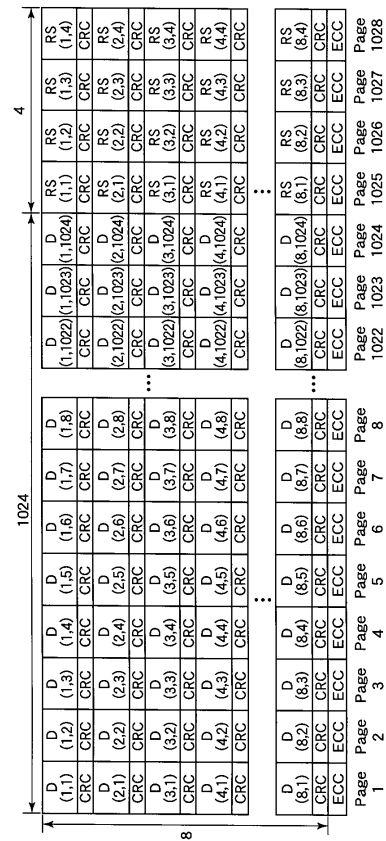 1024 4
D D D D D D D D D D D RS RS RS RS
(1,1) (1,2) (1,3) (1,4) (1,5) (1,6) (1,7) (1,8) (1,1022) (1,1023) (1,1024) (1,1) (1,2) (1,3) (1,4)
CRC CRC CRC CRC CRC CRC CRC CRC CRC CRC CRC CRC CRC CRC CRC
D D D D D D D D D D D RS RS RS RS
(2,1) (2,2) (2,3) (2,4) (2,5) (2,6) (2,7) (2,8) (2,1022) (2,1023) (2,1024) (2,1) (2,2) (2,3) (2,4)
CRC CRC CRC CRC CRC CRC CRC CRC CRC CRC CRC CRC CRC CRC CRC
8
D D D D D D D D ... D D D RS RS RS RS
(3,1) (3,2) (3,3) (3,4) (3,5) (3,6) (3,7) (3,8) (3,1022) (3,1023) (3,1024) (3,1) (3,2) (3,3) (3,4)
CRC CRC CRC CRC CRC CRC CRC CRC CRC CRC CRC CRC CRC CRC CRC
D D D D D D D D D D D RS RS RS RS
(4,1) (4,2) (4,3) (4,4) (4,5) (4,6) (4,7) (4,8) (4,1022) (4,1023) (4,1024) (4,1) (4,2) (4,3) (4,4)
CRC CRC CRC CRC CRC CRC CRC CRC CRC CRC CRC CRC CRC CRC CRC
... ...
D D D D D D D D ... D D D RS RS RS RS
(8,1) (8,2) (8,3) (8,4) (8,5) (8,6) (8,7) (8,8) (8,1022) (8,1023) (8,1024) (8,1) (8,2) (8,3) (8,4)
CRC CRC CRC CRC CRC CRC CRC CRC CRC CRC CRC CRC CRC CRC CRC
ECC ECC ECC ECC ECC ECC ECC ECC ECC ECC ECC ECC ECC ECC ECC
Page Page Page Page Page Page Page Page Page Page Page Page Page Page Page
1 2 3 4 5 6 7 8 1022 1023 1024 1025 1026 1027 1028